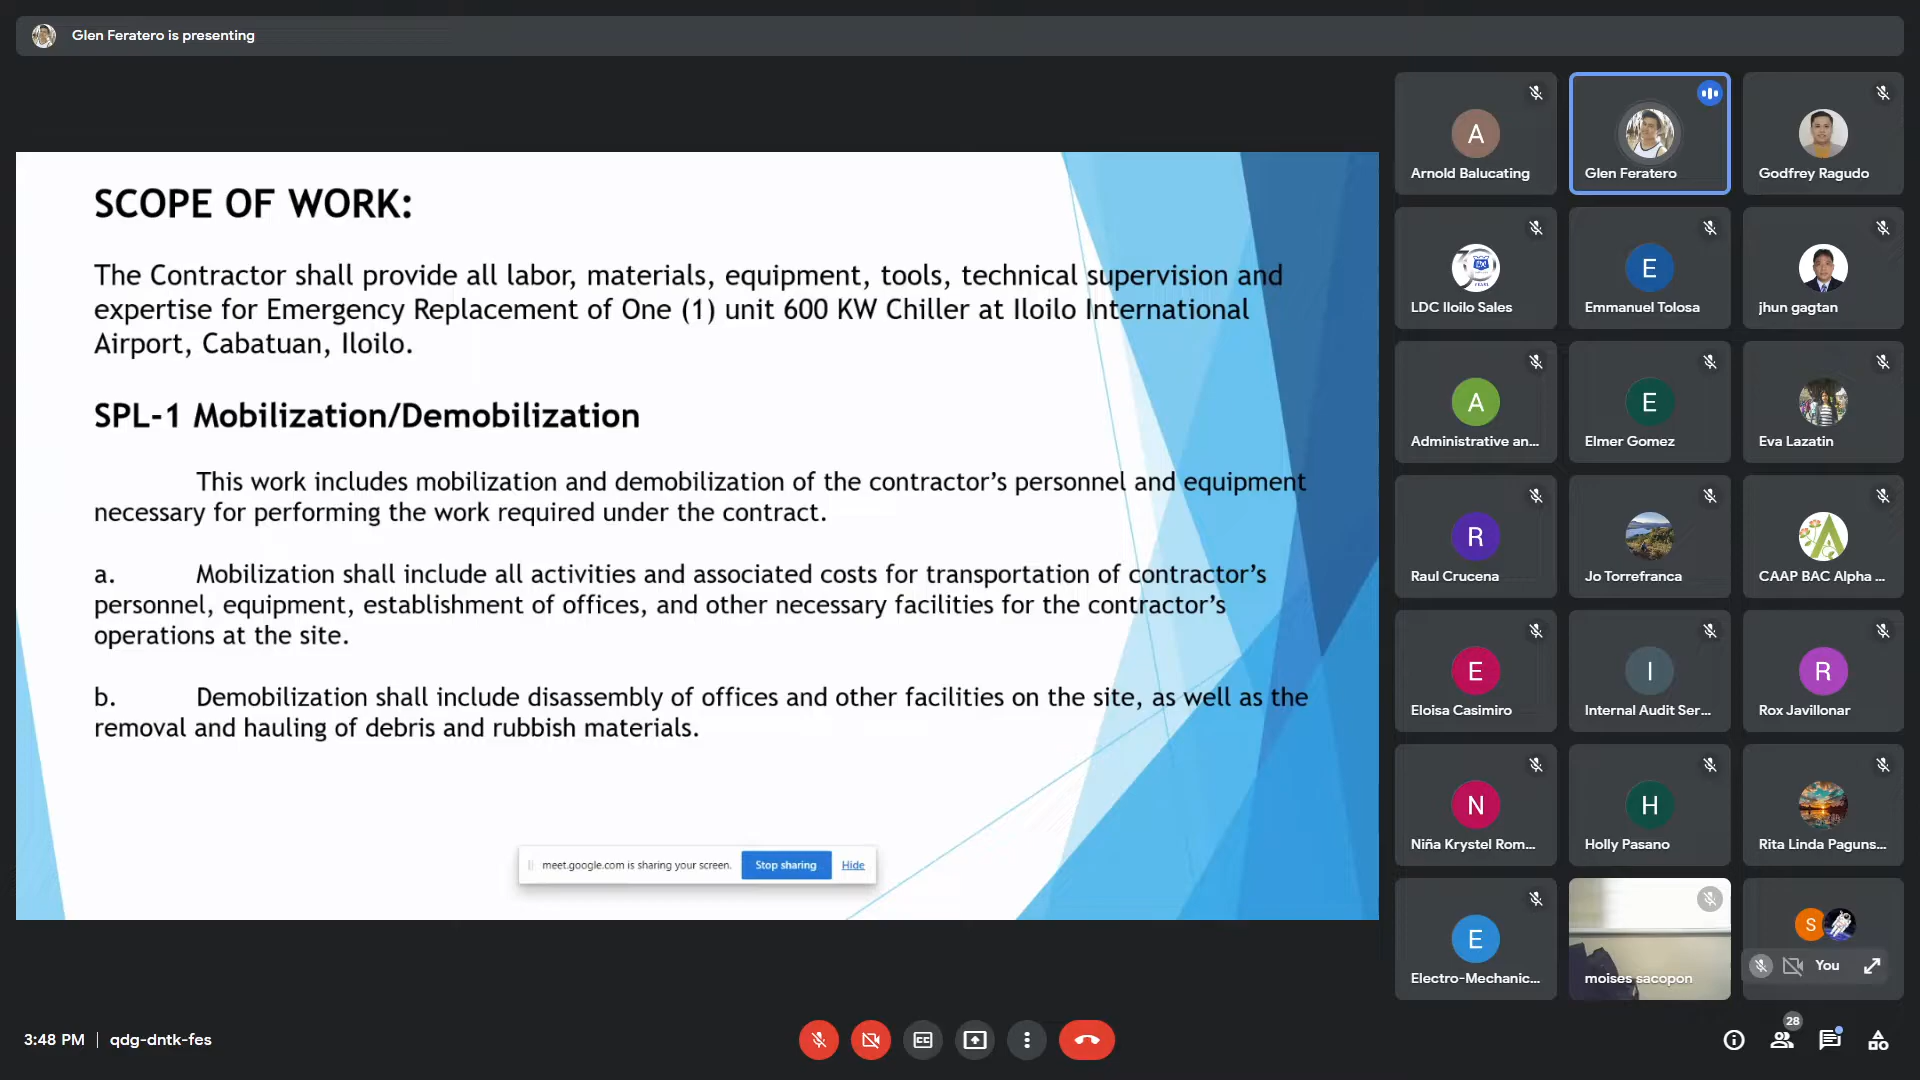 Glen Feratero is presenting
SCOPE OF WORK:
The Contractor shall provide all labor, materials, equipment, tools, technical supervision and
expertise for Emergency Replacement of One (1) unit 600 KW Chiller at Iloilo International
Airport, Cabatuan, Iloilo.
SPL-1 Mobilization/Demobilization
This work includes mobilization and demobilization of the contractor's personnel and equipment
necessary for performing the work required under the contract.
a. Mobilization shall include all activities and associated costs for transportation of contractor's
personnel, equipment, establishment of offices, and other necessary facilities for the contractor's
operations at the site.
b. Demobilization shall include disassembly of offices and other facilities on the site, as well as the
removal and hauling of debris and rubbish materials.
meet.google.com is sharing your screen. Stop sharing Hide
A
Arnold Balucating
Glen Feratero
Godfrey Ragudo
30
YEARS
LDC Iloilo Sales
E
Emmanuel Tolosa
jhun gagtan
A
Administrative an...
E
Elmer Gomez
Eva Lazatin
R
Raul Crucena
Jo Torrefranca
CAAP BAC Alpha ...
E
Eloisa Casimiro
I
Internal Audit Ser...
R
Rox Javillonar
N
Niña Krystel Rom...
H
Holly Pasano
Rita Linda Paguns...
E
Electro-Mechanic...
moises sacopon
S
You
3:48 PM | qdg-dntk-fes
CC
28